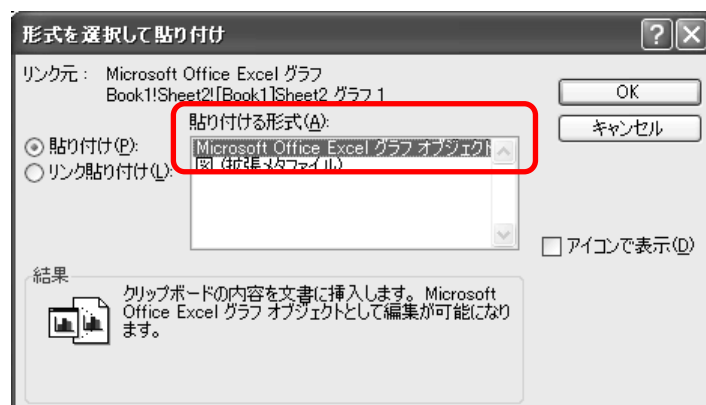 形式を選択して貼り付け
リンク元： Microsoft Office Excel グラフ
Book1!Sheet2![Book1]Sheet2 グラフ 1
貼り付ける形式(A):
貼り付け(P):
リンク貼り付け(L):
Microsoft Office Excel グラフ オブジェクト
図 (拡張メタファイル)
OK
キャンセル
アイコンで表示(D)
結果
クリップボードの内容を文書に挿入します。 Microsoft
Office Excel グラフ オブジェクトとして編集が可能になり
ます。